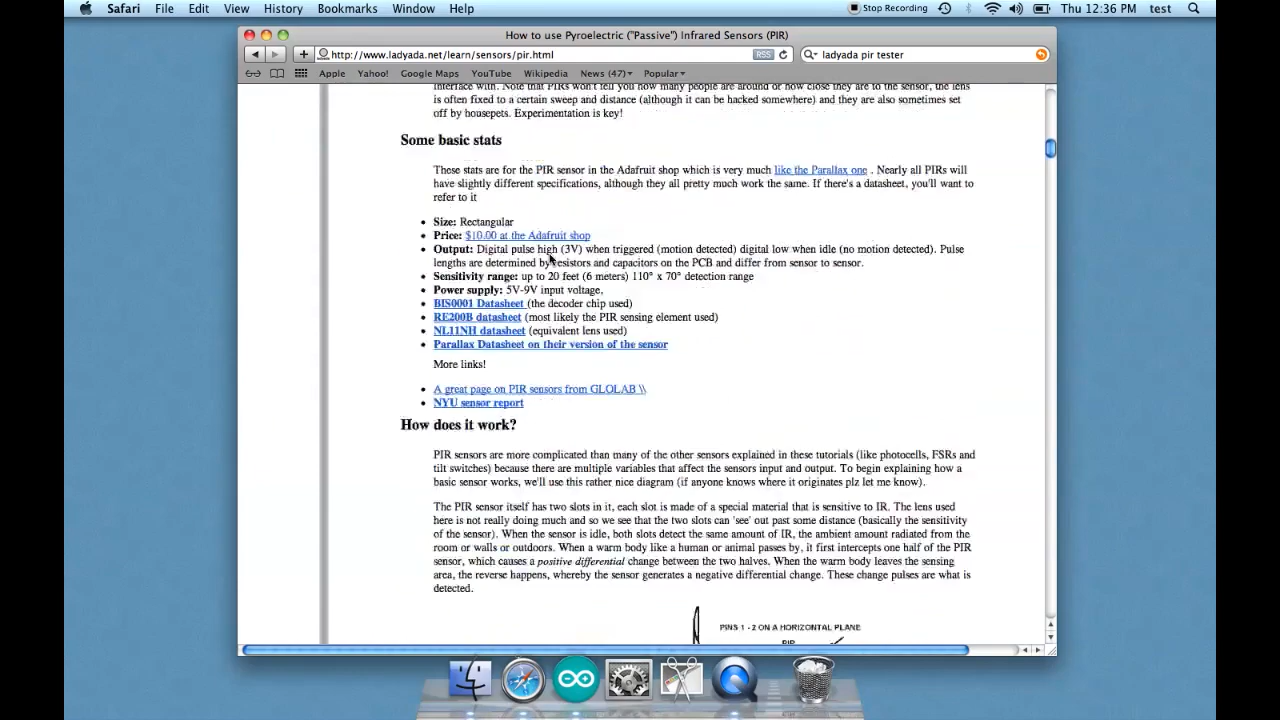 Safari File Edit View History Bookmarks Window Help Stop Recording Thu 12:36 PM test
How to use Pyroelectric ("Passive") Infrared Sensors (PIR)
http://www.ladyada.net/learn/sensors/pir.html RSS ladyada pir tester
Apple Yahoo! Google Maps YouTube Wikipedia News (47) Popular
interface with. Note that PIRs won't tell you how many people are around or how close they are to the sensor, the lens
is often fixed to a certain sweep and distance (although it can be hacked somewhere) and they are also sometimes set
off by housepets. Experimentation is key!
Some basic stats
These stats are for the PIR sensor in the Adafruit shop which is very much like the Parallax one . Nearly all PIRs will
have slightly different specifications, although they all pretty much work the same. If there's a datasheet, you'll want to
refer to it
Size: Rectangular
Price: $10.00 at the Adafruit shop
Output: Digital pulse high (3V) when triggered (motion detected) digital low when idle (no motion detected). Pulse
lengths are determined by resistors and capacitors on the PCB and differ from sensor to sensor.
Sensitivity range: up to 20 feet (6 meters) 110° x 70° detection range
Power supply: 5V-9V input voltage,
BIS0001 Datasheet (the decoder chip used)
RE200B datasheet (most likely the PIR sensing element used)
NL11NH datasheet (equivalent lens used)
Parallax Datasheet on their version of the sensor
More links!
A great page on PIR sensors from GLOLAB \\
NYU sensor report
How does it work?
PIR sensors are more complicated than many of the other sensors explained in these tutorials (like photocells, FSRs and
tilt switches) because there are multiple variables that affect the sensors input and output. To begin explaining how a
basic sensor works, we'll use this rather nice diagram (if anyone knows where it originates plz let me know).
The PIR sensor itself has two slots in it, each slot is made of a special material that is sensitive to IR. The lens used
here is not really doing much and so we see that the two slots can 'see' out past some distance (basically the sensitivity
of the sensor). When the sensor is idle, both slots detect the same amount of IR, the ambient amount radiated from the
room or walls or outdoors. When a warm body like a human or animal passes by, it first intercepts one half of the PIR
sensor, which causes a positive differential change between the two halves. When the warm body leaves the sensing
area, the reverse happens, whereby the sensor generates a negative differential change. These change pulses are what is
detected.
PINS 1 - 2 ON A HORIZONTAL PLANE
PIR